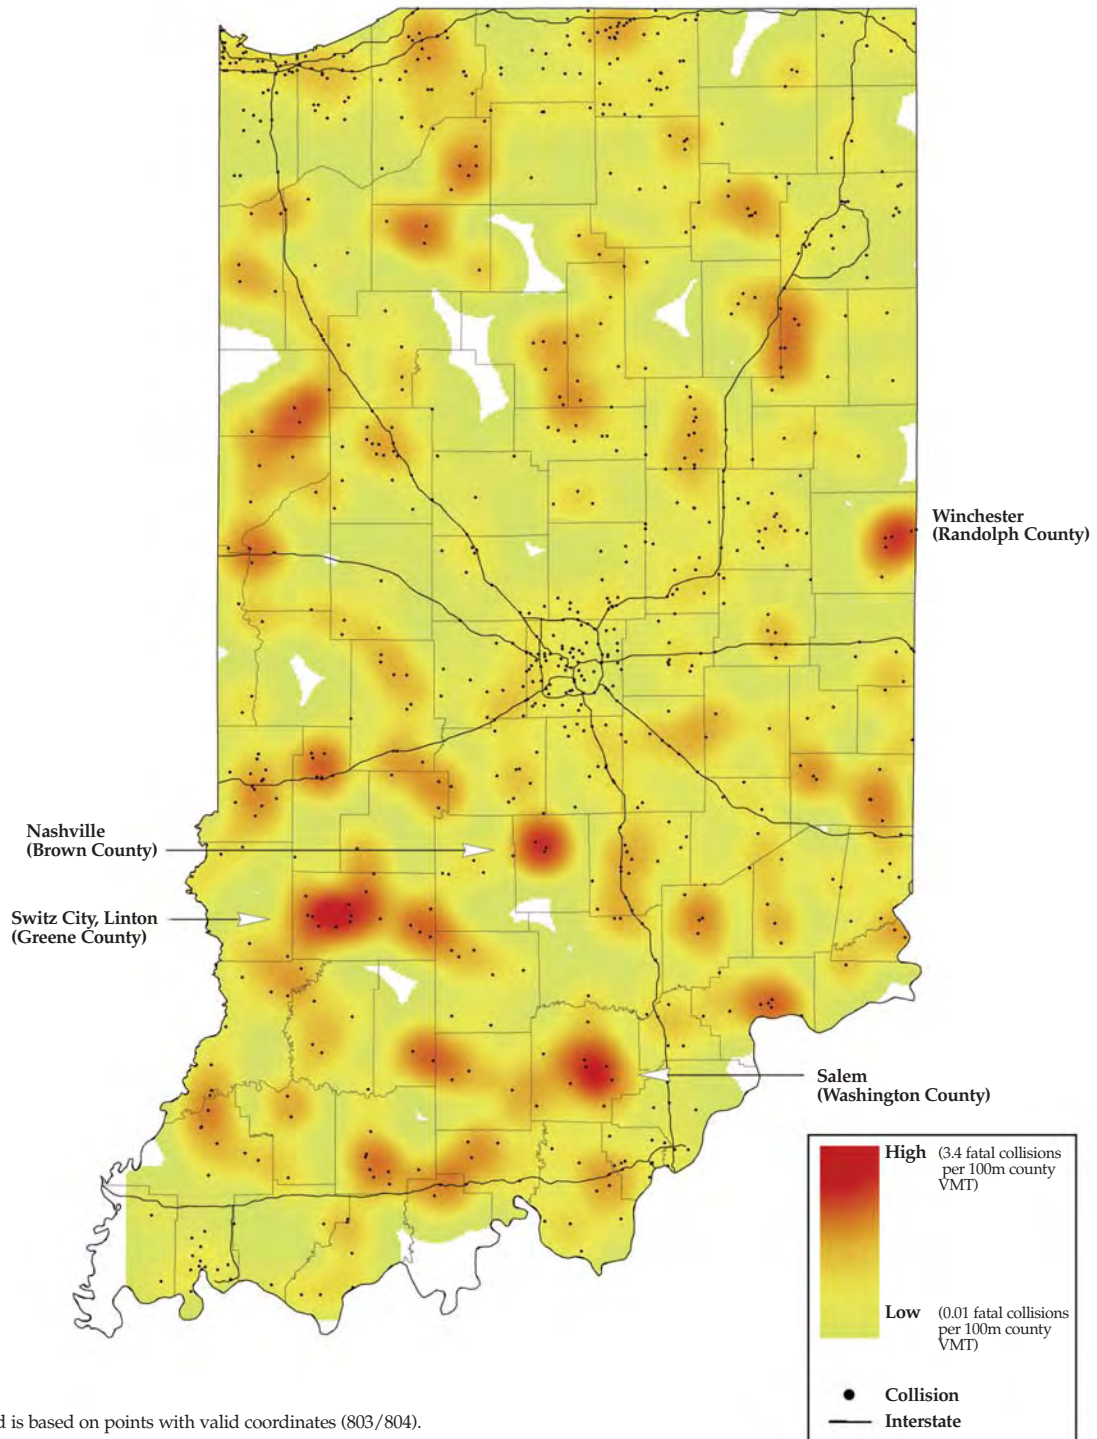 Winchester
(Randolph County)
Nashville
(Brown County)
Switz City, Linton
(Greene County)
Salem
(Washington County)
High (3.4 fatal collisions
per 100m county
VMT)
Low (0.01 fatal collisions
per 100m county
VMT)
Collision
Interstate
d is based on points with valid coordinates (803/804).